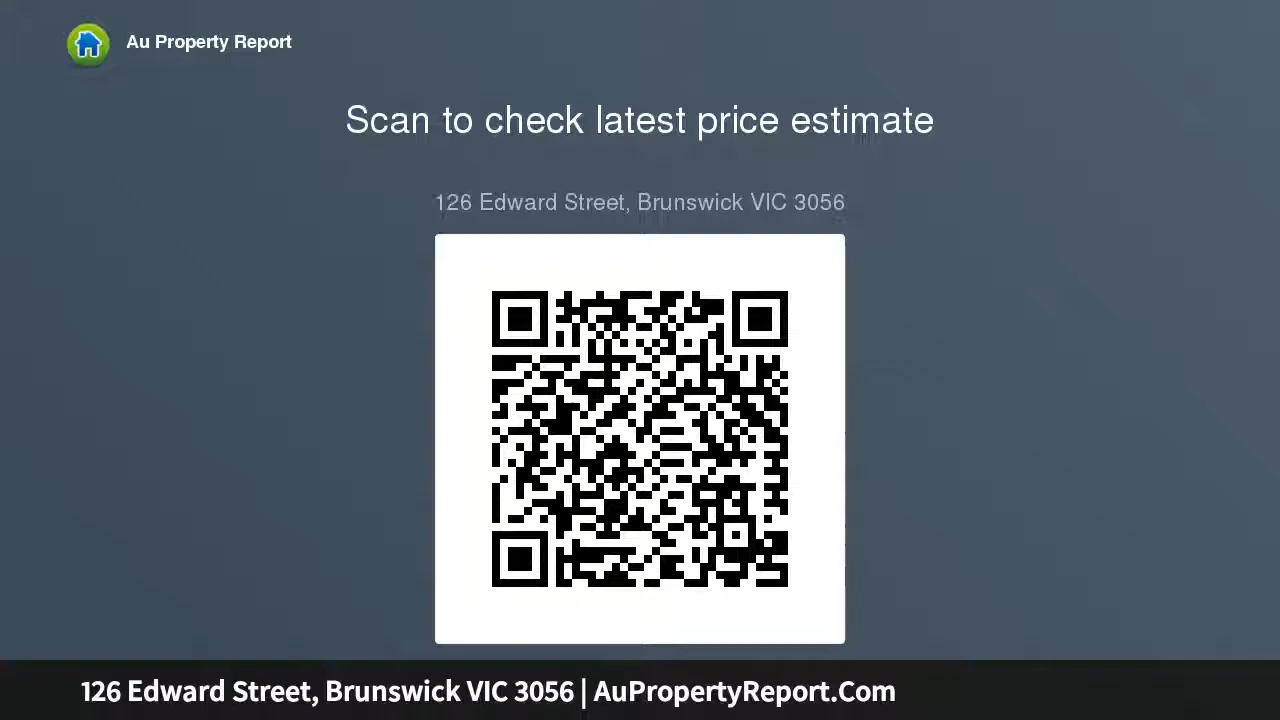 Au Property Report
Scan to check latest price estimate
126 Edward Street, Brunswick VIC 3056
126 Edward Street, Brunswick VIC 3056 | AuPropertyReport.Com